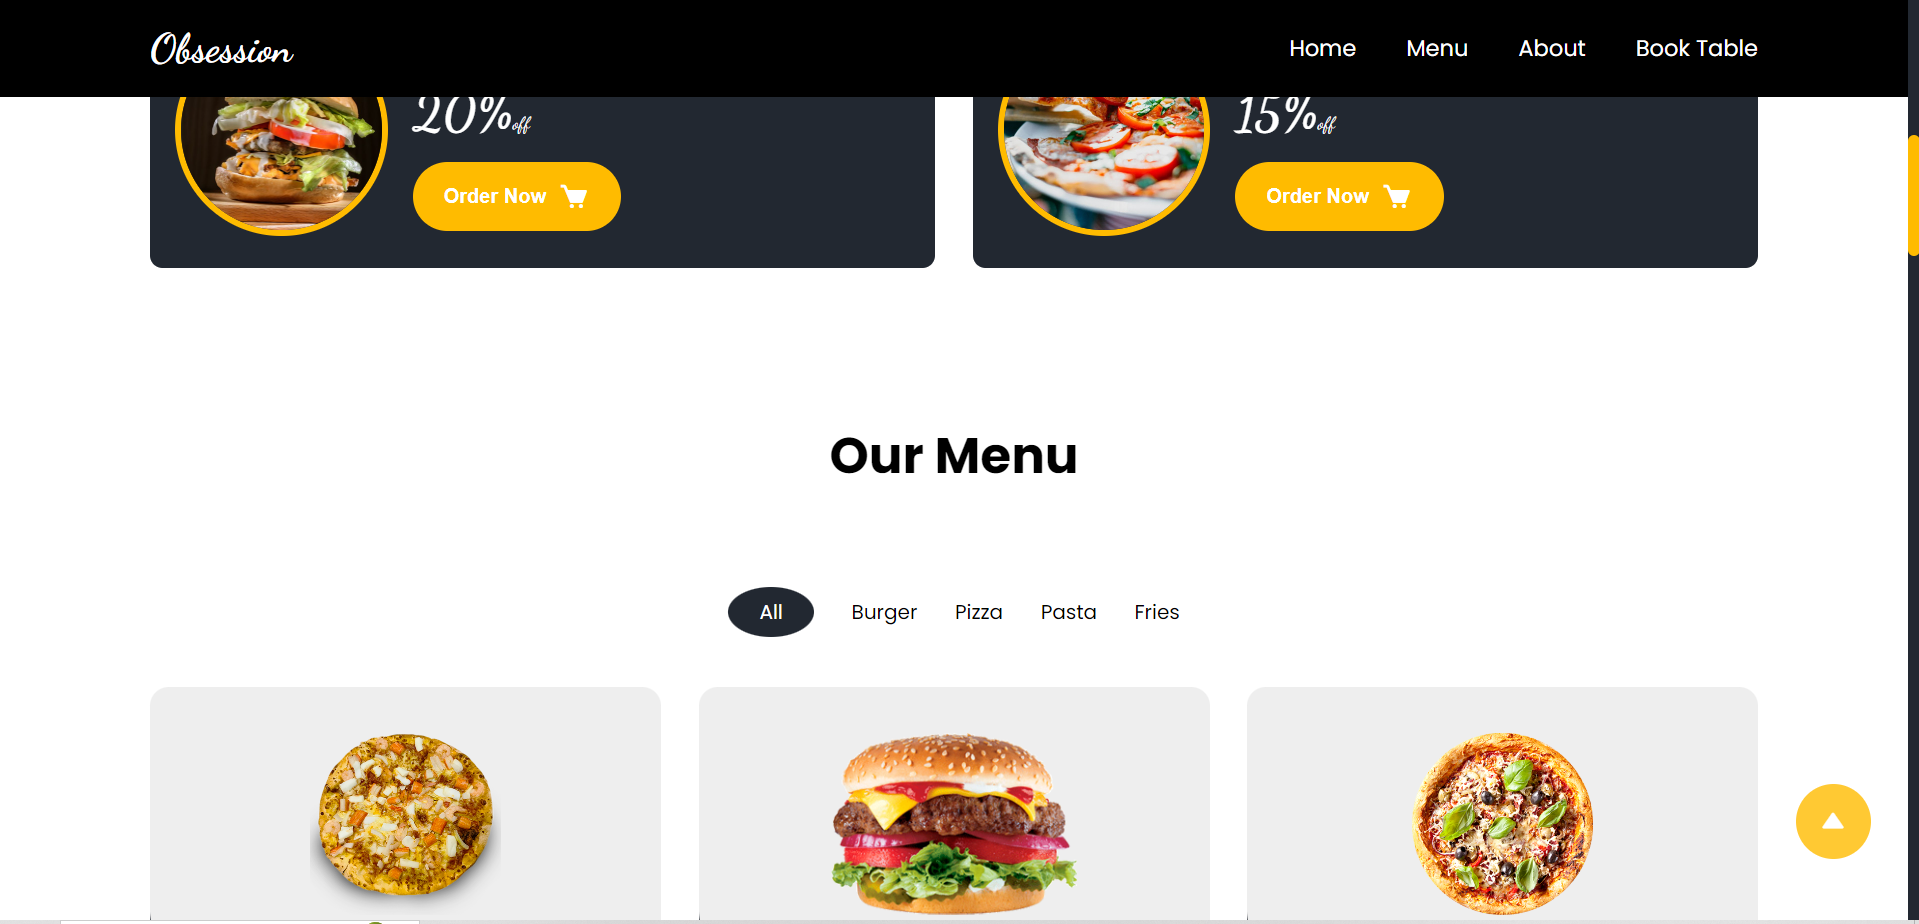 Obsession
Home Menu About Book Table
20% off
15% off
Order Now
Order Now
Our Menu
All Burger Pizza Pasta Fries